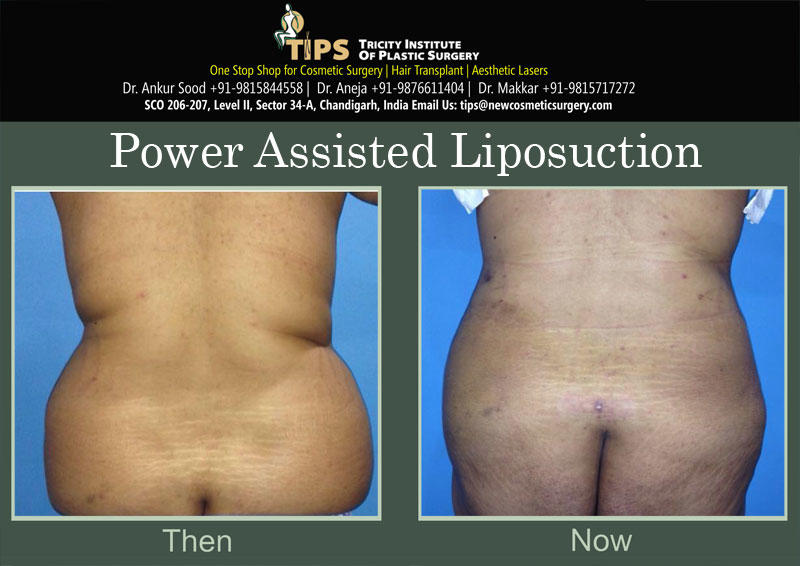 TIPS TRICITY INSTITUTE
OF PLASTIC SURGERY
One Stop Shop for Cosmetic Surgery | Hair Transplant | Aesthetic Lasers
Dr. Ankur Sood +91-9815844558 | Dr. Aneja +91-9876611404 | Dr. Makkar +91-9815717272
SCO 206-207, Level II, Sector 34-A, Chandigarh, India Email Us: tips@newcosmeticsurgery.com
Power Assisted Liposuction
Then
Now